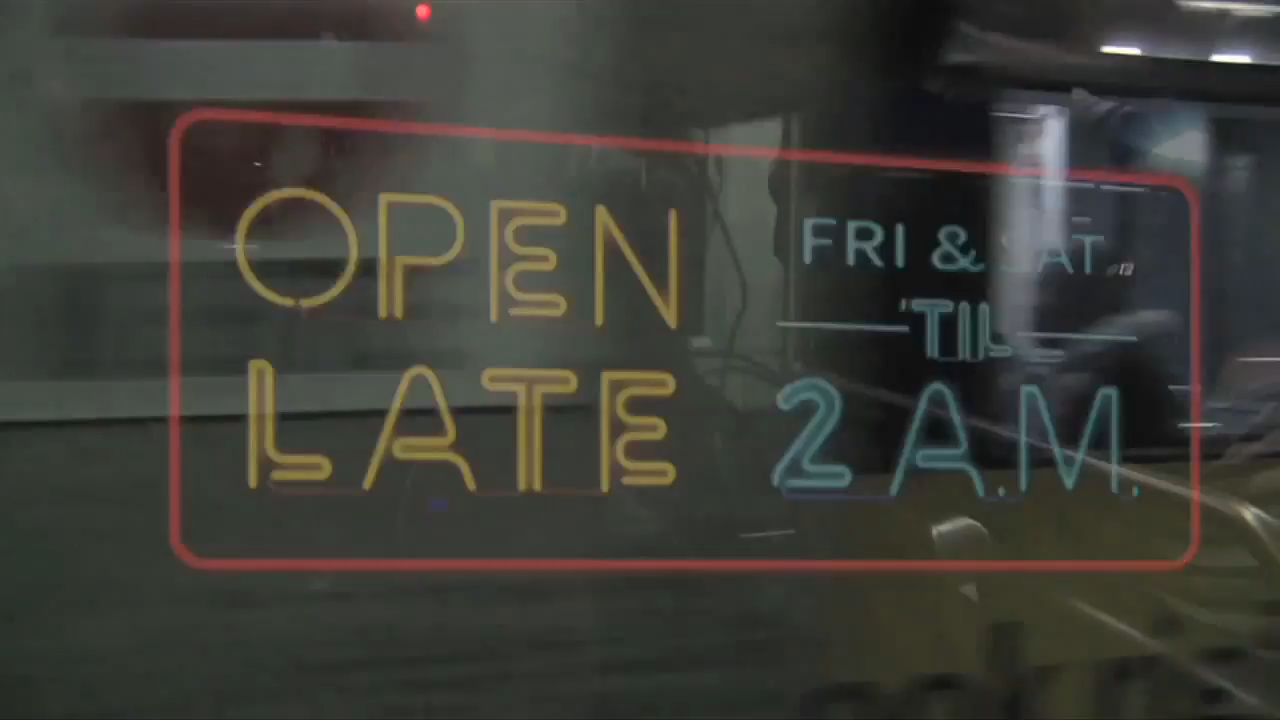 OPEN
LATE
FRI & SAT
'TIL
2 A.M.